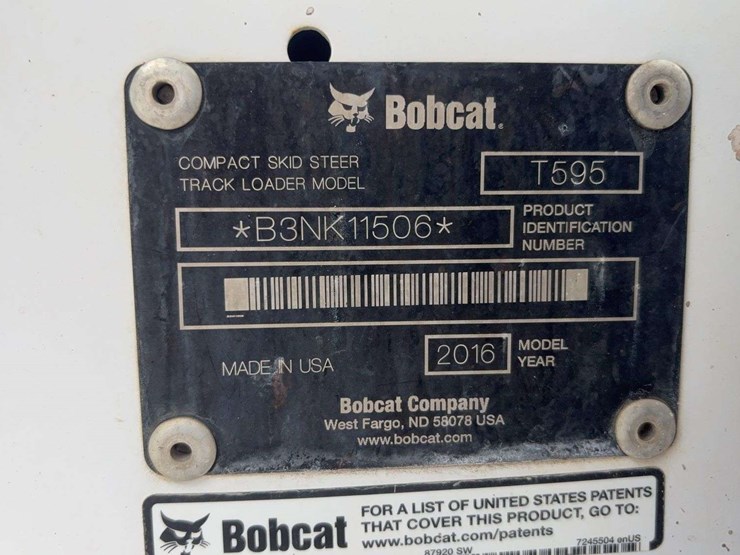 Bobcat.
COMPACT SKID STEER
TRACK LOADER MODEL
T595
*B3NK11506*
PRODUCT
IDENTIFICATION
NUMBER
MADE IN USA
2016
MODEL
YEAR
Bobcat Company
West Fargo, ND 58078 USA
www.bobcat.com
Bobcat
FOR A LIST OF UNITED STATES PATENTS
THAT COVER THIS PRODUCT, GO TO:
www.bobcat.com/patents
87920 SW
7245504 enUS